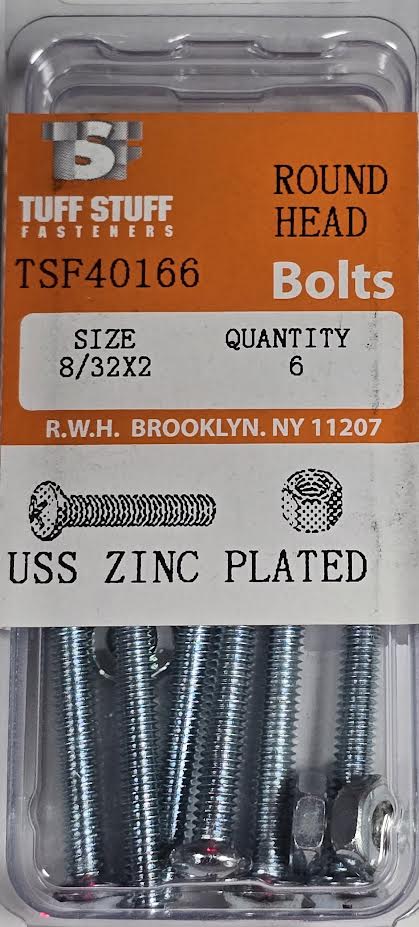 TSF
TUFF STUFF
FASTENERS
ROUND
HEAD
TSF40166
Bolts
SIZE
8/32X2
QUANTITY
6
R.W.H. BROOKLYN. NY 11207
USS ZINC PLATED